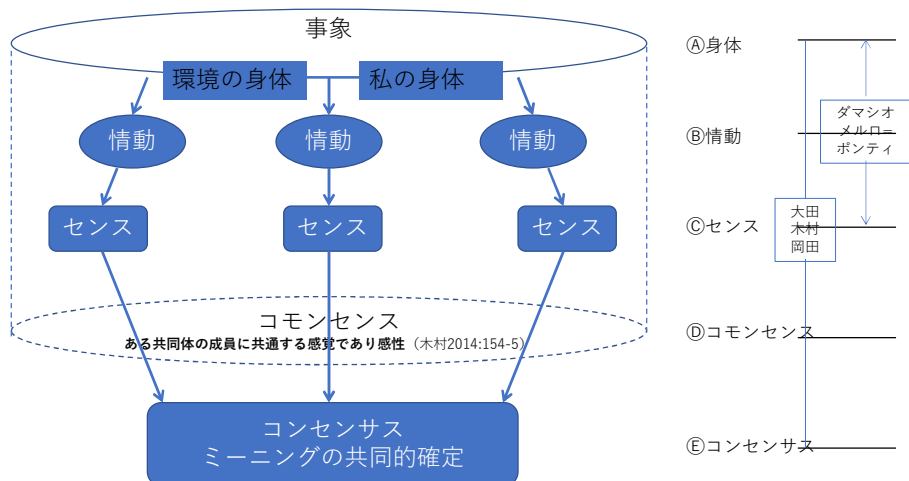 事象
環境の身体
私の身体
情動
情動
情動
センス
センス
センス
コモンセンス
ある共同体の成員に共通する感覚であり感性（木村2014:154-5）
コンセンサス
ミーニングの共同的確定
Ⓐ身体
Ⓑ情動
Ⓒセンス
Ⓓコモンセンス
Ⓔコンセンサス
ダマシオ
メルロ＝
ポンティ
大田
木村
岡田